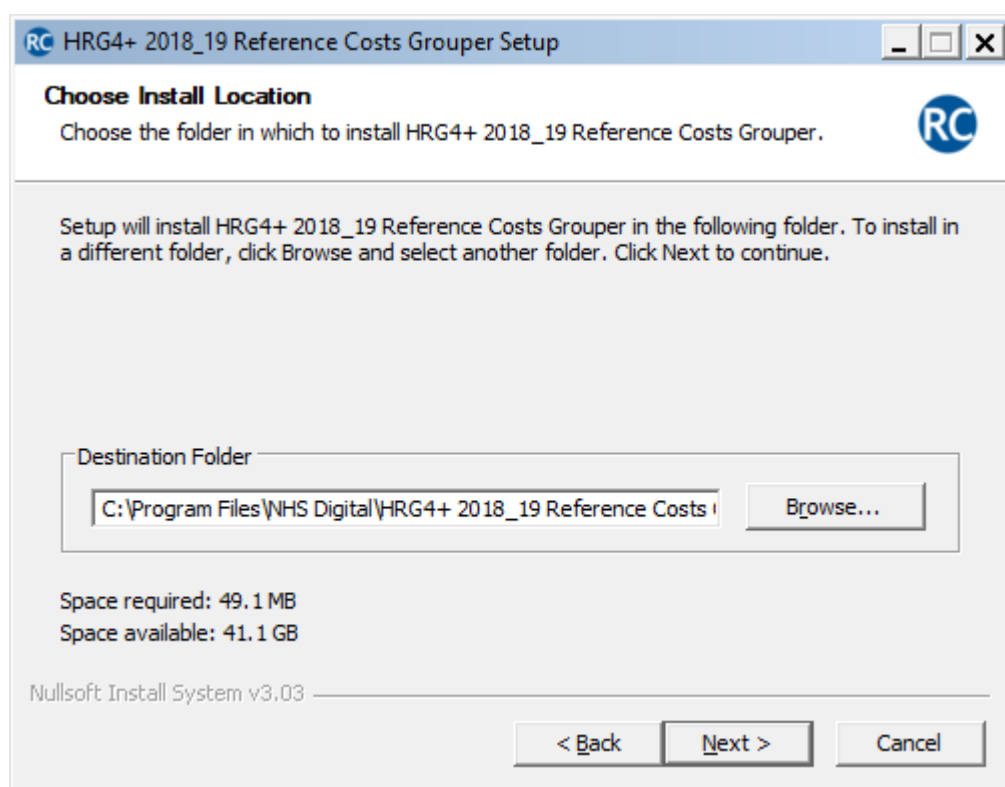 RC HRG4+ 2018_19 Reference Costs Grouper Setup
Choose Install Location
Choose the folder in which to install HRG4+ 2018_19 Reference Costs Grouper.
RC
Setup will install HRG4+ 2018_19 Reference Costs Grouper in the following folder. To install in
a different folder, click Browse and select another folder. Click Next to continue.
Destination Folder
C:\Program Files\NHS Digital\HRG4+ 2018_19 Reference Costs
Browse...
Space required: 49.1 MB
Space available: 41.1 GB
Nullsoft Install System v3.03
< Back Next > Cancel